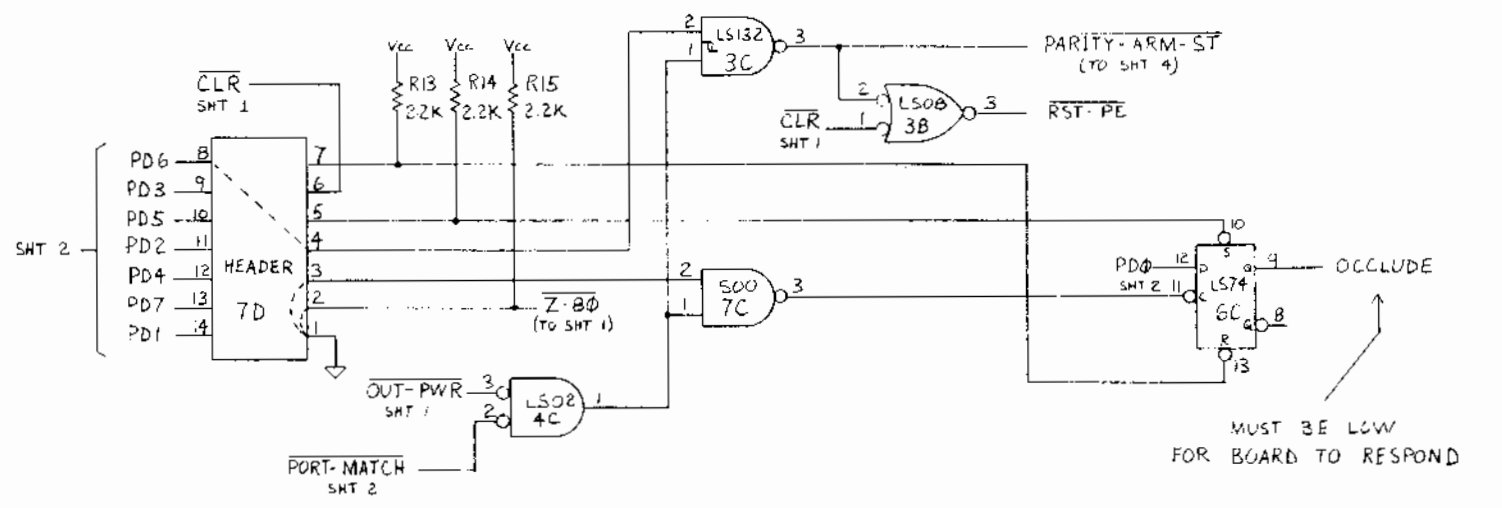 2 LS132 3
1 3C
PARITY-ARM-ST
(TO SHT 4)
Vcc Vcc Vcc
R13 R14 R15
2.2K 2.2K 2.2K
CLR
SHT 1
2 LS08 3
1 3B
RST-PE
CLR
SHT 1
PD6 8 7
PD3 9 6
PD5 10 5
PD2 11 4
PD4 12 3
PD7 13 2
PD1 14 1
SHT 2
HEADER
7D
2 S00 3
1 7C
Z-80
(TO SHT 1)
10
S
PD0 12 D Q 9 OCCLUDE
SHT 2 11 C LS74
6C
Q 8
R
13
OUT-PWR 3
SHT 1
LS02 1
2 4C
PORT-MATCH
SHT 2
MUST BE LOW
FOR BOARD TO RESPOND